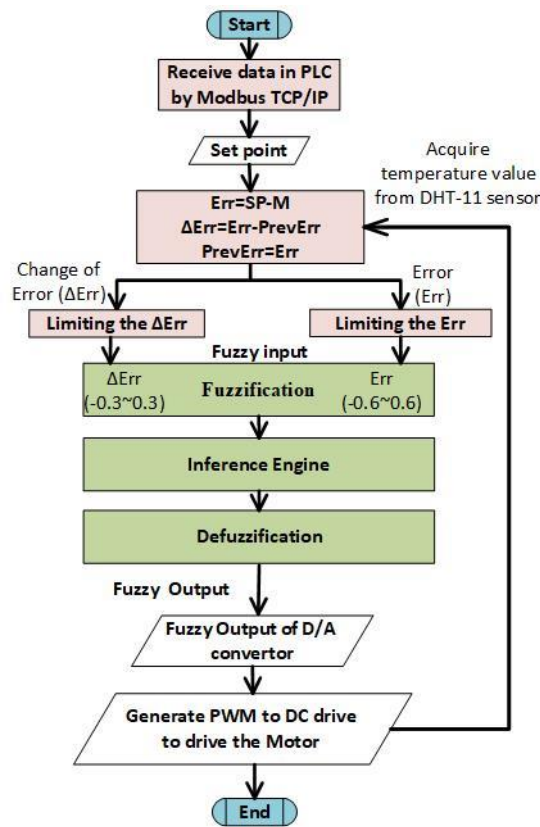 Start
Receive data in PLC
by Modbus TCP/IP
Set point
Acquire
temperature value
from DHT-11 sensor
Err=SP-M
ΔErr=Err-PrevErr
PrevErr=Err
Change of
Error (ΔErr)
Error
(Err)
Limiting the ΔErr
Limiting the Err
Fuzzy input
ΔErr
(-0.3~0.3)
Fuzzification
Err
(-0.6~0.6)
Inference Engine
Defuzzification
Fuzzy Output
Fuzzy Output of D/A
convertor
Generate PWM to DC drive
to drive the Motor
End